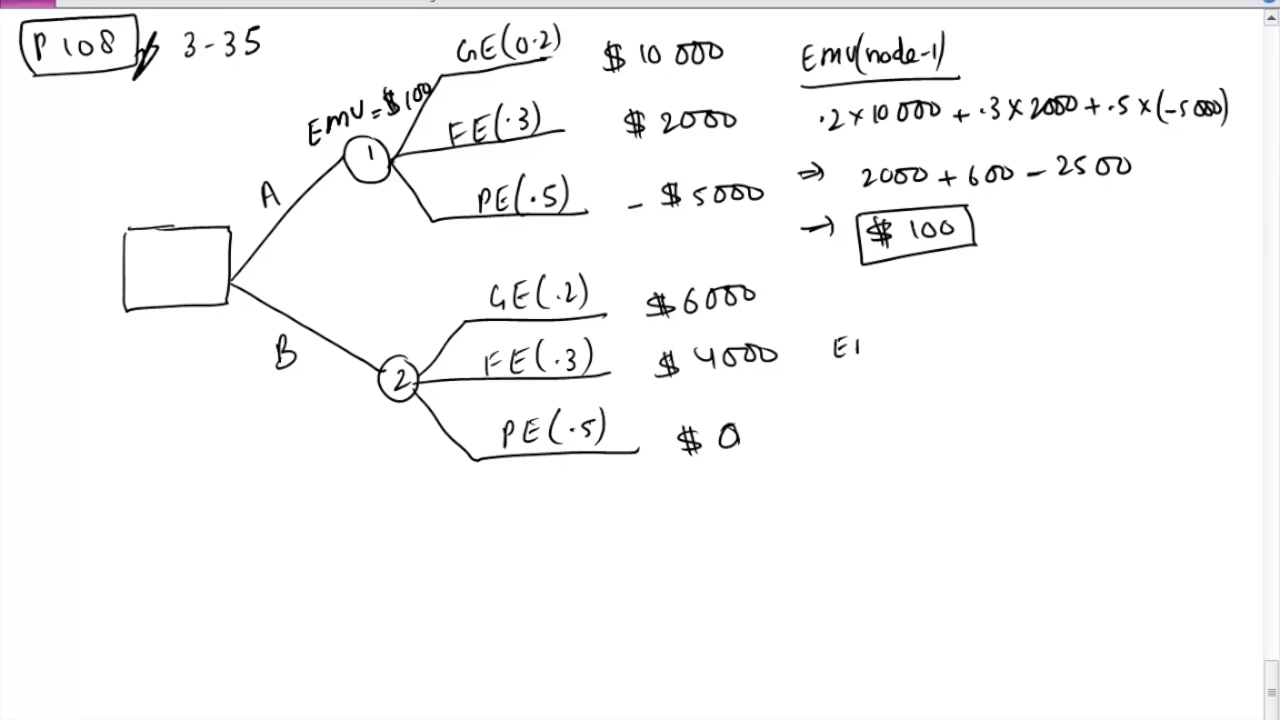 P 108 3-35
GE(0.2) $ 10 000
EMV = $100
FE(.3) $ 2000
1
PE(.5) - $ 5000
A
EMV(node-1)
.2 x 10 000 + .3 x 2000 + .5 x (-5000)
⇒ 2000 + 600 - 2500
→ $ 100
B
2
GE(.2) $ 6000
FE(.3) $ 4000
PE(.5) $ 0